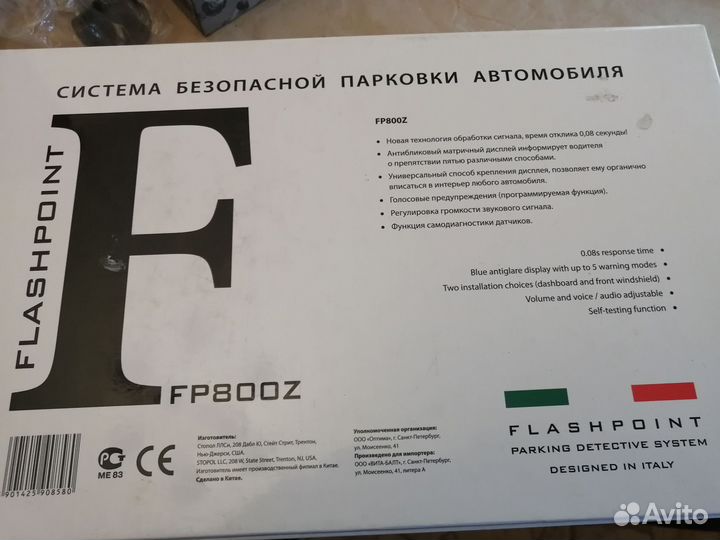 СИСТЕМА БЕЗОПАСНОЙ ПАРКОВКИ АВТОМОБИЛЯ
FLASHPOINT
F
FP800Z
FP800Z
• Новая технология обработки сигнала, время отклика 0,08 секунды!
• Антибликовый матричный дисплей информирует водителя
о препятствии пятью различными способами.
• Универсальный способ крепления дисплея, позволяет ему органично
вписаться в интерьер любого автомобиля.
• Голосовые предупреждения (программируемая функция).
• Регулировка громкости звукового сигнала.
• Функция самодиагностики датчиков.
0.08s response time •
Blue antiglare display with up to 5 warning modes •
Two installation choices (dashboard and front windshield) •
Volume and voice / audio adjustable •
Self-testing function •
901425 908580
РСТ
ME 83
CE
Изготовитель:
Стопол ЛЛСи, 208 Дабл Ю, Стейт Стрит, Трентон,
Нью-Джерси, США.
STOPOL LLC, 208 W, State Street, Trenton, NJ, USA.
Изготовитель имеет производственный филиал в Китае.
Сделано в Китае.
Уполномоченная организация:
ООО «Оптима», г. Санкт-Петербург,
ул. Моисеенко, 41
Произведено для импортера:
ООО «ВИТА-БАЛТ», г. Санкт-Петербург,
ул. Моисеенко, 41, литера А
FLASHPOINT
PARKING DETECTIVE SYSTEM
DESIGNED IN ITALY
Avito